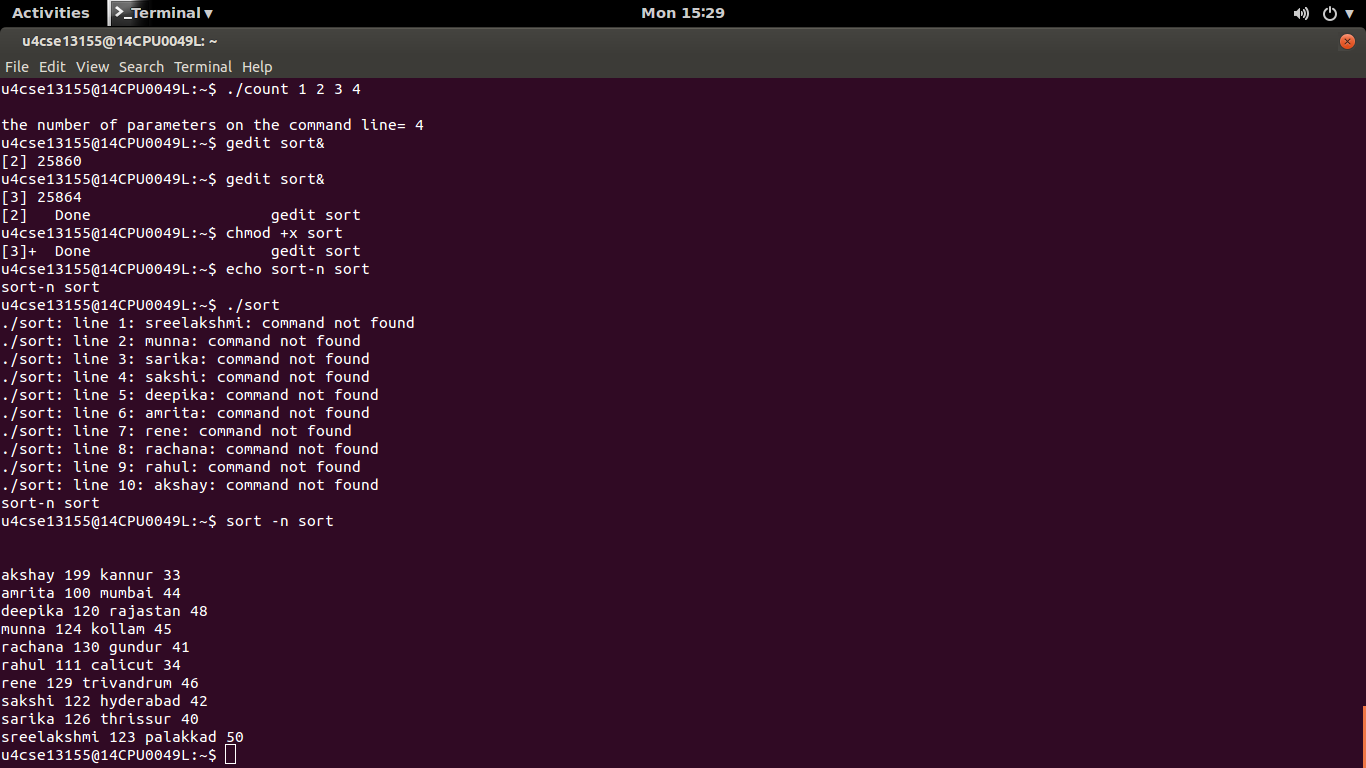 Activities >_Terminal ▾ Mon 15:29
u4cse13155@14CPU0049L: ~
File Edit View Search Terminal Help
u4cse13155@14CPU0049L:~$ ./count 1 2 3 4
the number of parameters on the command line= 4
u4cse13155@14CPU0049L:~$ gedit sort&
[2] 25860
u4cse13155@14CPU0049L:~$ gedit sort&
[3] 25864
[2]   Done                    gedit sort
u4cse13155@14CPU0049L:~$ chmod +x sort
[3]+  Done                    gedit sort
u4cse13155@14CPU0049L:~$ echo sort-n sort
sort-n sort
u4cse13155@14CPU0049L:~$ ./sort
./sort: line 1: sreelakshmi: command not found
./sort: line 2: munna: command not found
./sort: line 3: sarika: command not found
./sort: line 4: sakshi: command not found
./sort: line 5: deepika: command not found
./sort: line 6: amrita: command not found
./sort: line 7: rene: command not found
./sort: line 8: rachana: command not found
./sort: line 9: rahul: command not found
./sort: line 10: akshay: command not found
sort-n sort
u4cse13155@14CPU0049L:~$ sort -n sort
akshay 199 kannur 33
amrita 100 mumbai 44
deepika 120 rajastan 48
munna 124 kollam 45
rachana 130 gundur 41
rahul 111 calicut 34
rene 129 trivandrum 46
sakshi 122 hyderabad 42
sarika 126 thrissur 40
sreelakshmi 123 palakkad 50
u4cse13155@14CPU0049L:~$